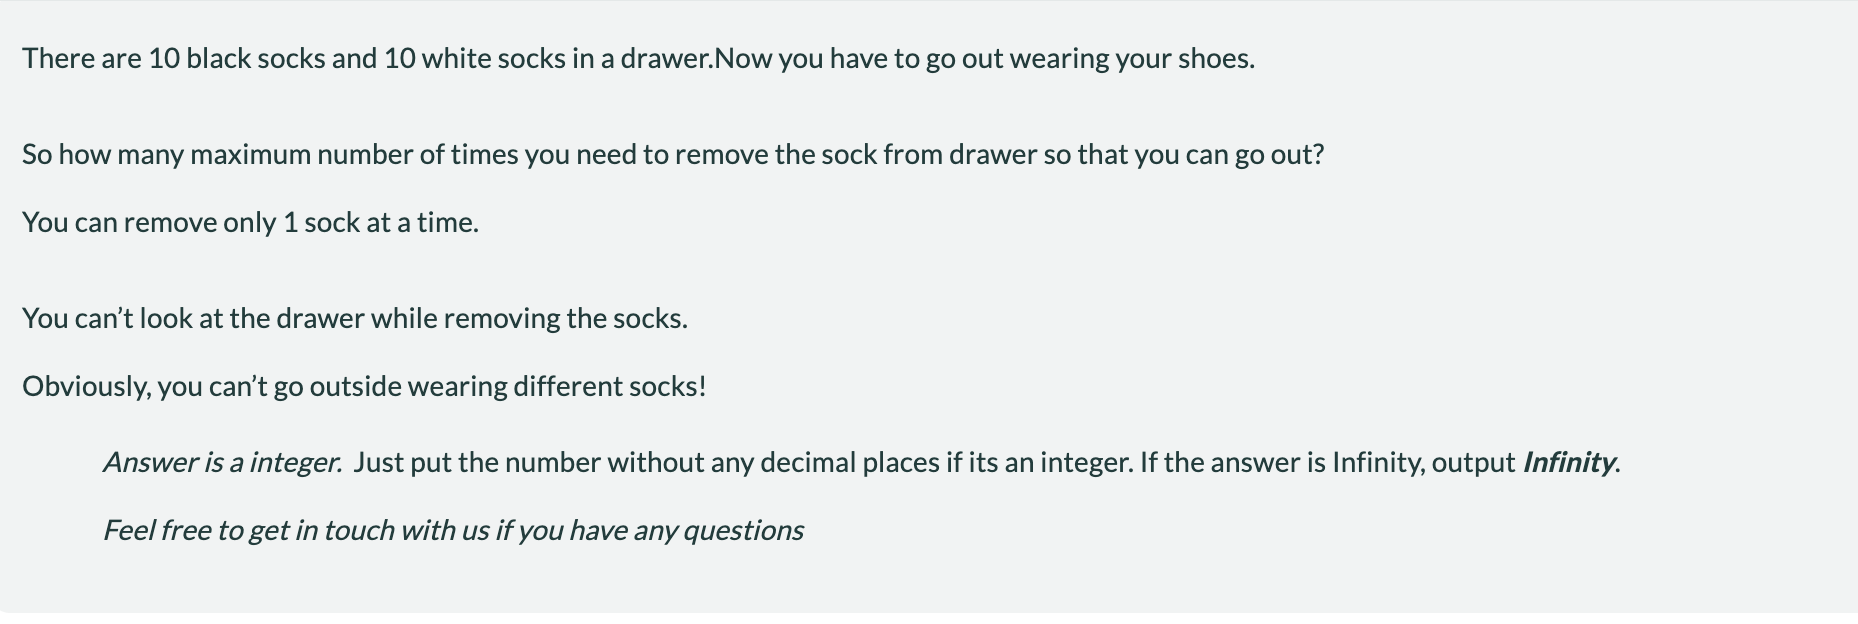 There are 10 black socks and 10 white socks in a drawer.Now you have to go out wearing your shoes.
So how many maximum number of times you need to remove the sock from drawer so that you can go out?
You can remove only 1 sock at a time.
You can’t look at the drawer while removing the socks.
Obviously, you can’t go outside wearing different socks!
Answer is a integer. Just put the number without any decimal places if its an integer. If the answer is Infinity, output Infinity.
Feel free to get in touch with us if you have any questions